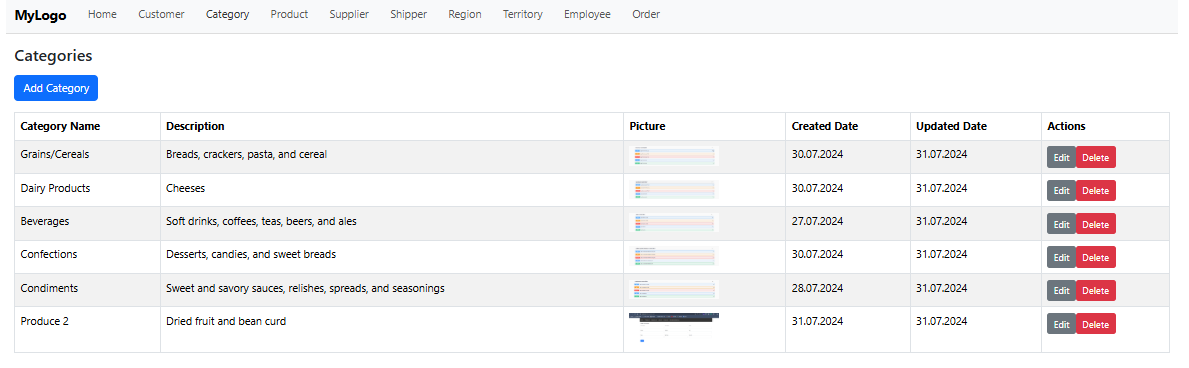 MyLogo Home Customer Category Product Supplier Shipper Region Territory Employee Order
Categories
Add Category
Category Name Description Picture Created Date Updated Date Actions
Grains/Cereals Breads, crackers, pasta, and cereal 30.07.2024 31.07.2024 Edit Delete
Dairy Products Cheeses 30.07.2024 31.07.2024 Edit Delete
Beverages Soft drinks, coffees, teas, beers, and ales 27.07.2024 31.07.2024 Edit Delete
Confections Desserts, candies, and sweet breads 30.07.2024 31.07.2024 Edit Delete
Condiments Sweet and savory sauces, relishes, spreads, and seasonings 28.07.2024 31.07.2024 Edit Delete
Produce 2 Dried fruit and bean curd 31.07.2024 31.07.2024 Edit Delete